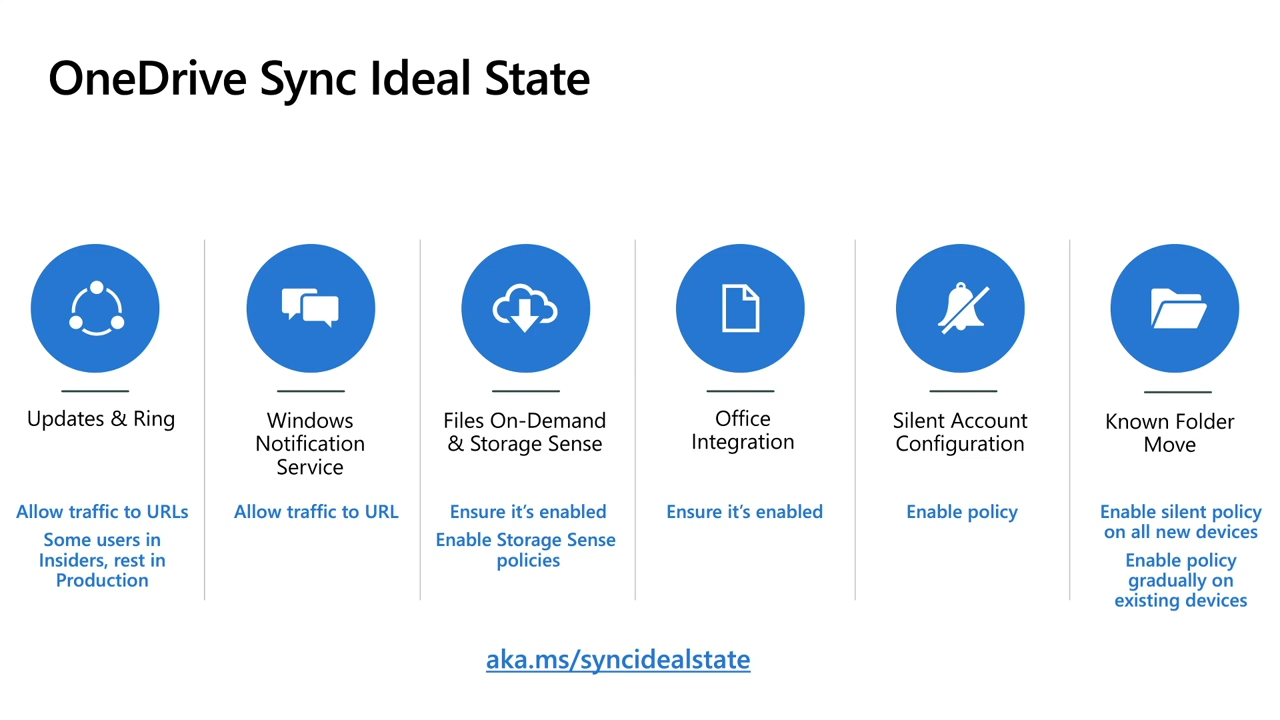 OneDrive Sync Ideal State
Updates & Ring
Allow traffic to URLs
Some users in
Insiders, rest in
Production
Windows
Notification
Service
Allow traffic to URL
Files On-Demand
& Storage Sense
Ensure it’s enabled
Enable Storage Sense
policies
Office
Integration
Ensure it’s enabled
Silent Account
Configuration
Enable policy
Known Folder
Move
Enable silent policy
on all new devices
Enable policy
gradually on
existing devices
aka.ms/syncidealstate